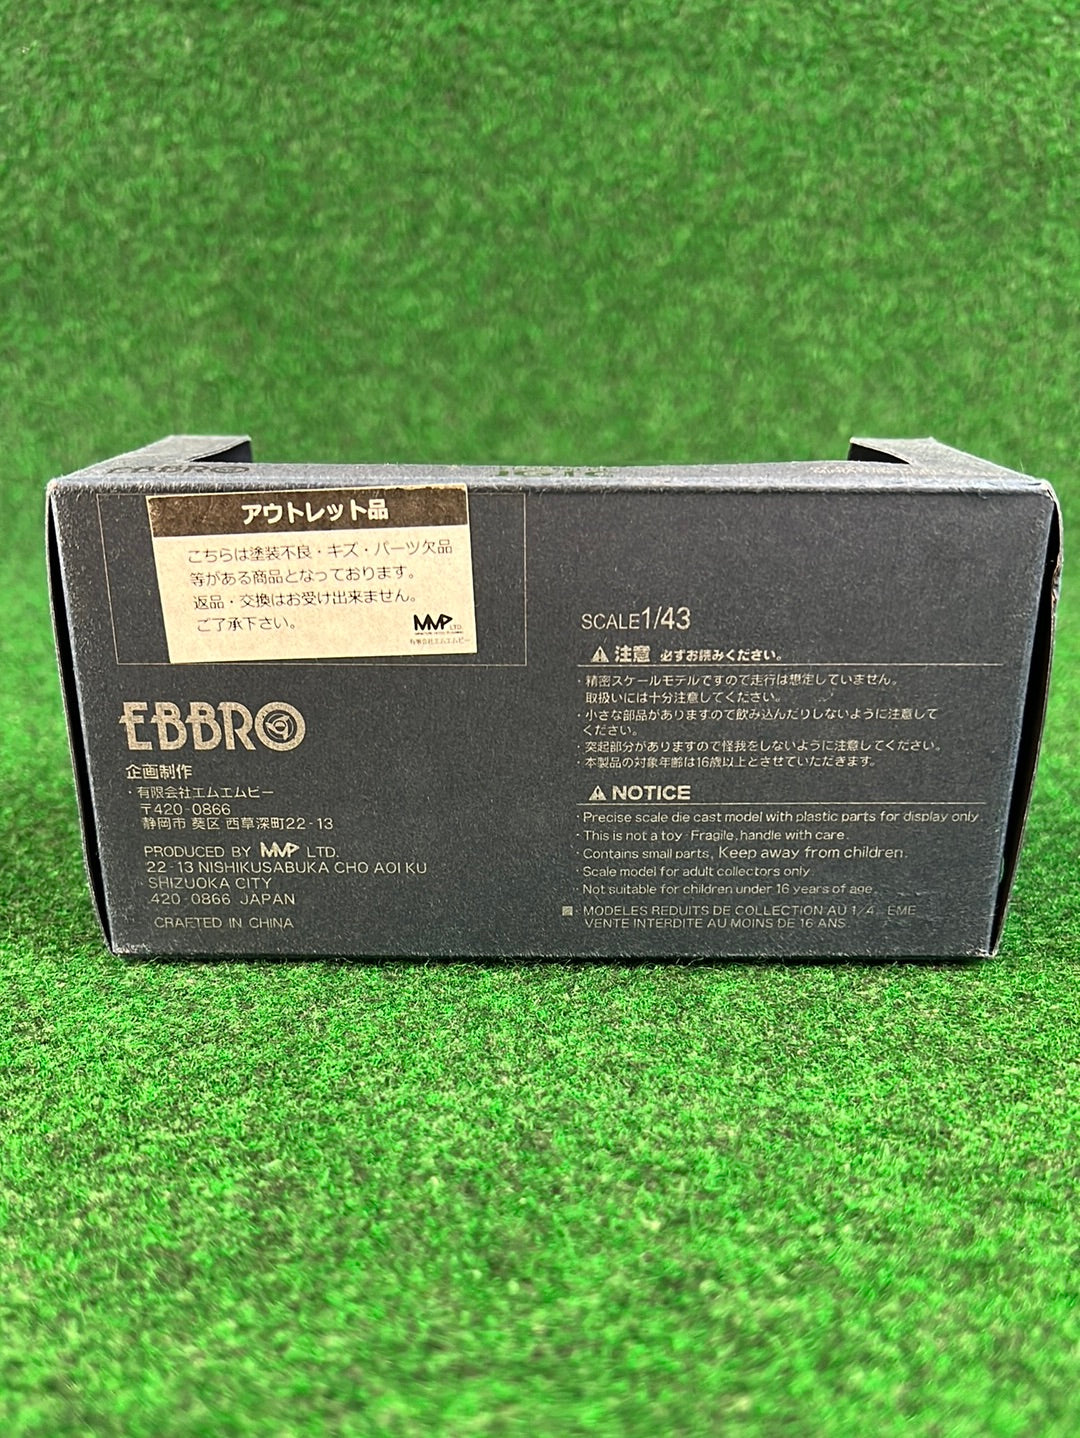 EBBRO
アウトレット品
こちらは塗装不良・キズ・パーツ欠品
等がある商品となっております。
返品・交換はお受け出来ません。
ご了承下さい。
MMP LTD.
有限会社エムエムピー
EBBRO
企画制作
・有限会社エムエムピー
〒420-0866
静岡市 葵区 西草深町22-13
PRODUCED BY MMP LTD.
22-13 NISHIKUSABUKA CHO AOI KU
SHIZUOKA CITY
420-0866 JAPAN
CRAFTED IN CHINA
SCALE1/43
注意 必ずお読みください。
・精密スケールモデルですので走行は想定していません。
取扱いには十分注意してください。
・小さな部品がありますので飲み込んだりしないように注意して
ください。
・突起部分がありますので怪我をしないように注意してください。
・本製品の対象年齢は16歳以上とさせていただきます。
NOTICE
・Precise scale die cast model with plastic parts for display only
・This is not a toy・Fragile, handle with care.
・Contains small parts, Keep away from children.
・Scale model for adult collectors only
・Not suitable for children under 16 years of age.
・MODELES REDUITS DE COLLECTION AU 1/4 EME
VENTE INTERDITE AU MOINS DE 16 ANS